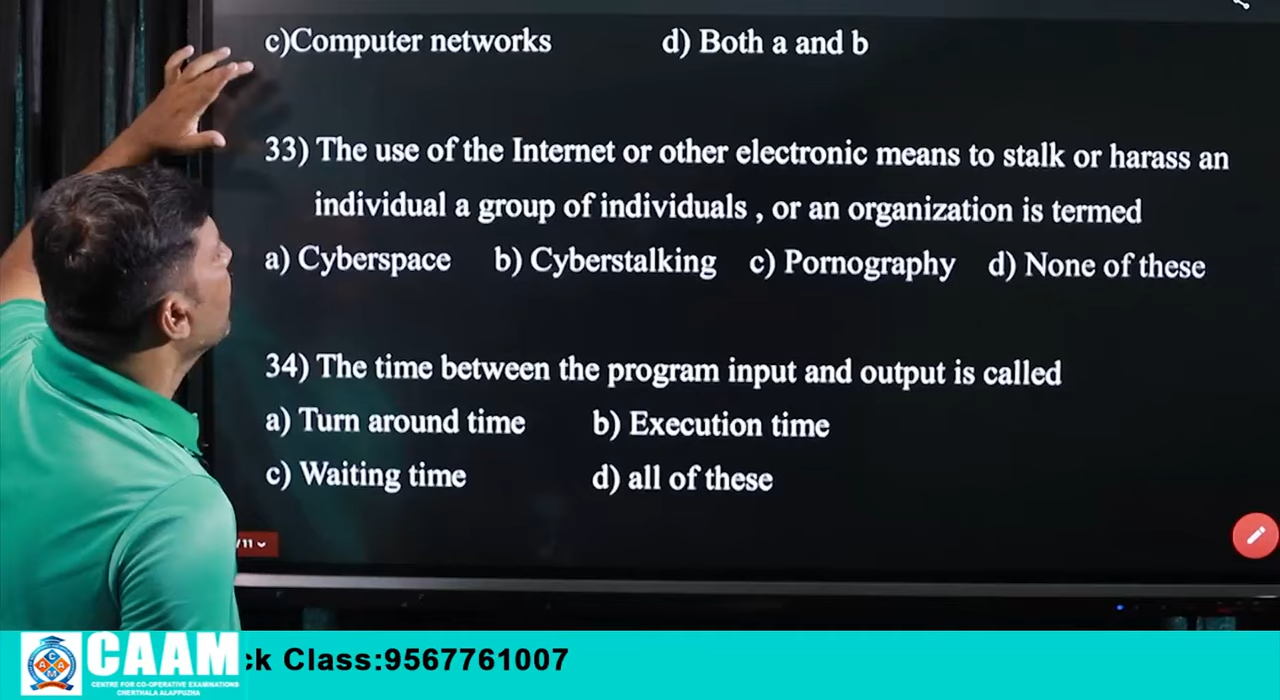 c)Computer networks d) Both a and b
33) The use of the Internet or other electronic means to stalk or harass an
individual a group of individuals , or an organization is termed
a) Cyberspace b) Cyberstalking c) Pornography d) None of these
34) The time between the program input and output is called
a) Turn around time b) Execution time
c) Waiting time d) all of these
/11
CAAM
CENTRE FOR CO-OPERATIVE EXAMINATIONS
CHERTHALA ALAPPUZHA
ck Class:9567761007